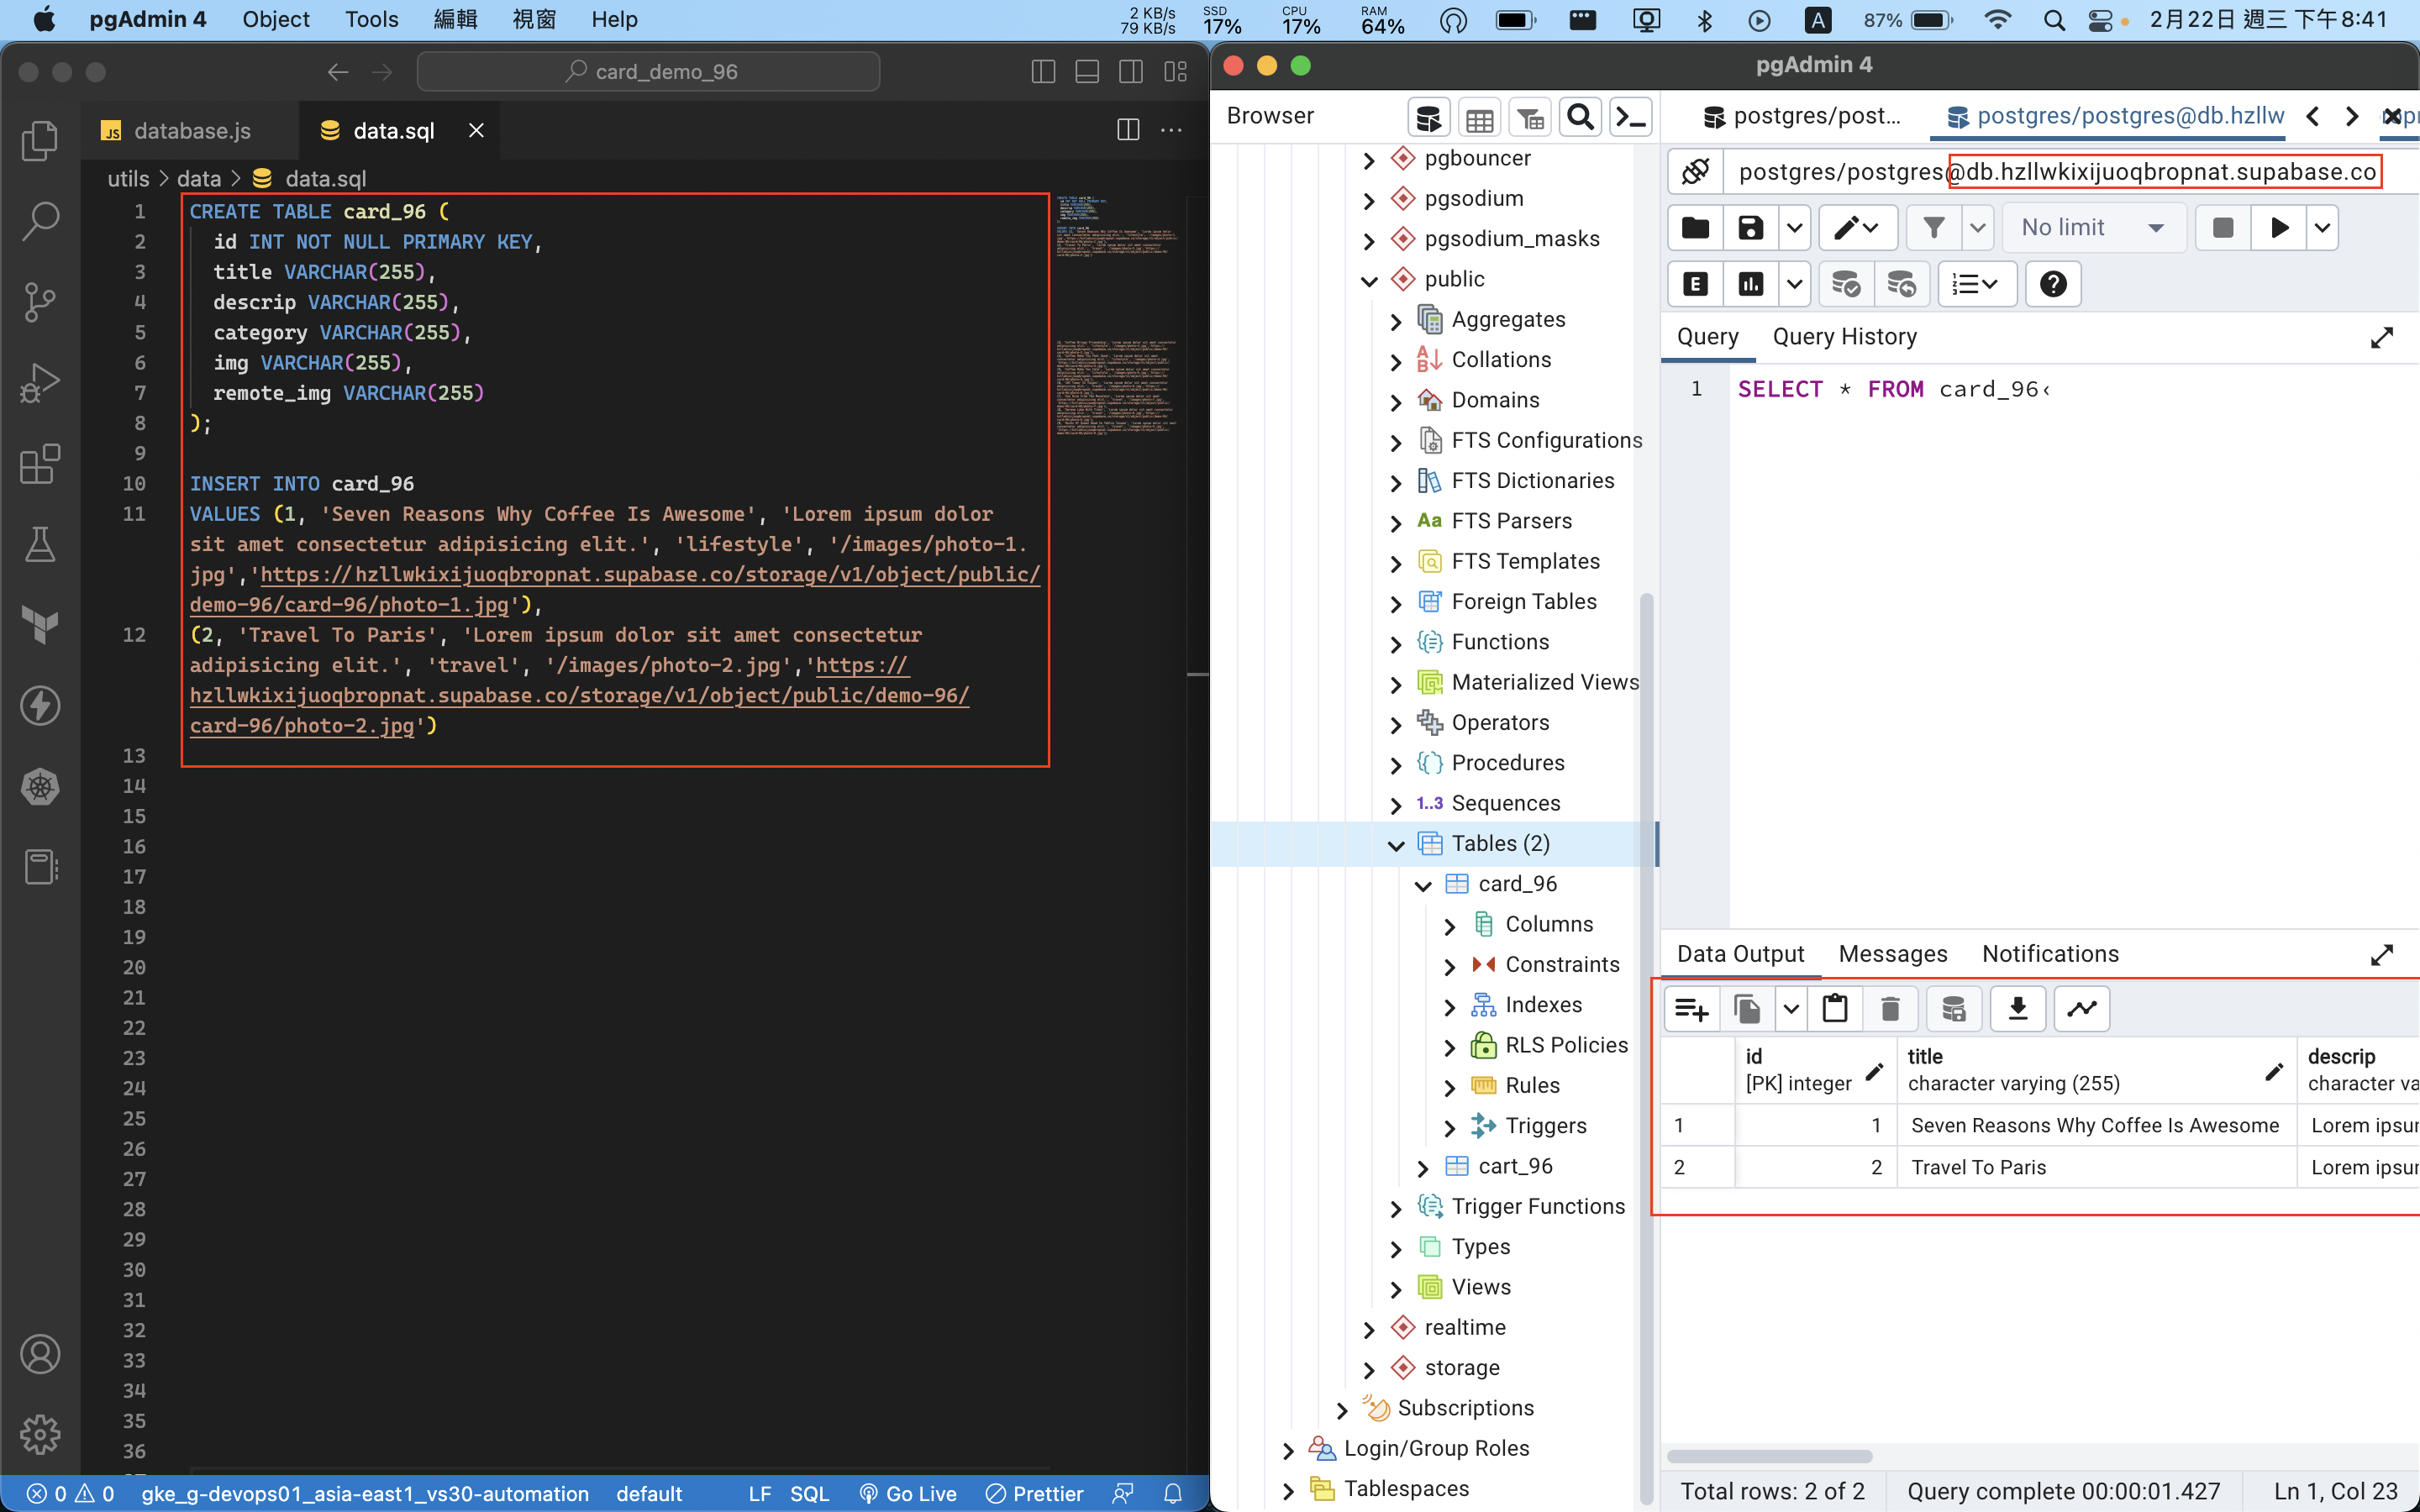 pgAdmin 4 Object Tools 編輯 視窗 Help
2 KB/s
79 KB/s
SSD
17%
CPU
17%
RAM
64%
A
87%
2月22日 週三 下午8:41
card_demo_96
JS database.js
data.sql
utils > data > data.sql
1 CREATE TABLE card_96 (
2 id INT NOT NULL PRIMARY KEY,
3 title VARCHAR(255),
4 descrip VARCHAR(255),
5 category VARCHAR(255),
6 img VARCHAR(255),
7 remote_img VARCHAR(255)
8 );
9
10 INSERT INTO card_96
11 VALUES (1, 'Seven Reasons Why Coffee Is Awesome', 'Lorem ipsum dolor
sit amet consectetur adipisicing elit.', 'lifestyle', '/images/photo-1.
jpg','https://hzllwkixijuoqbropnat.supabase.co/storage/v1/object/public/
demo-96/card-96/photo-1.jpg'),
12 (2, 'Travel To Paris', 'Lorem ipsum dolor sit amet consectetur
adipisicing elit.', 'travel', '/images/photo-2.jpg','https://
hzllwkixijuoqbropnat.supabase.co/storage/v1/object/public/demo-96/
card-96/photo-2.jpg')
13
14
15
16
17
18
19
20
21
22
23
24
25
26
27
28
29
30
31
32
33
34
35
36
0 0 gke_g-devops01_asia-east1_vs30-automation default LF SQL Go Live Prettier
pgAdmin 4
Browser
pgbouncer
pgsodium
pgsodium_masks
public
Aggregates
Collations
Domains
FTS Configurations
FTS Dictionaries
Aa FTS Parsers
FTS Templates
Foreign Tables
Functions
Materialized Views
Operators
Procedures
1..3 Sequences
Tables (2)
card_96
Columns
Constraints
Indexes
RLS Policies
Rules
Triggers
cart_96
Trigger Functions
Types
Views
realtime
storage
Subscriptions
Login/Group Roles
Tablespaces
postgres/post...
postgres/postgres@db.hzllw
postgres/postgres@db.hzllwkixijuoqbropnat.supabase.co
No limit
E
Query Query History
1 SELECT * FROM card_96‹
Data Output Messages Notifications
id
[PK] integer
title
character varying (255)
descrip
character va
1 1 Seven Reasons Why Coffee Is Awesome Lorem ipsu
2 2 Travel To Paris Lorem ipsu
Total rows: 2 of 2 Query complete 00:00:01.427 Ln 1, Col 23